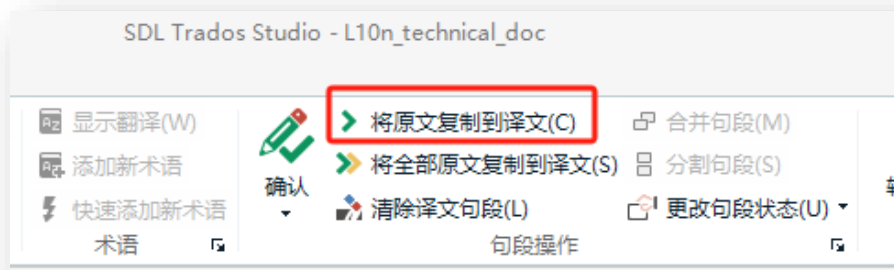 SDL Trados Studio - L10n_technical_doc
显示翻译(W)
添加新术语
快速添加新术语
术语
确认
将原文复制到译文(C)
将全部原文复制到译文(S)
清除译文句段(L)
合并句段(M)
分割句段(S)
更改句段状态(U)
句段操作